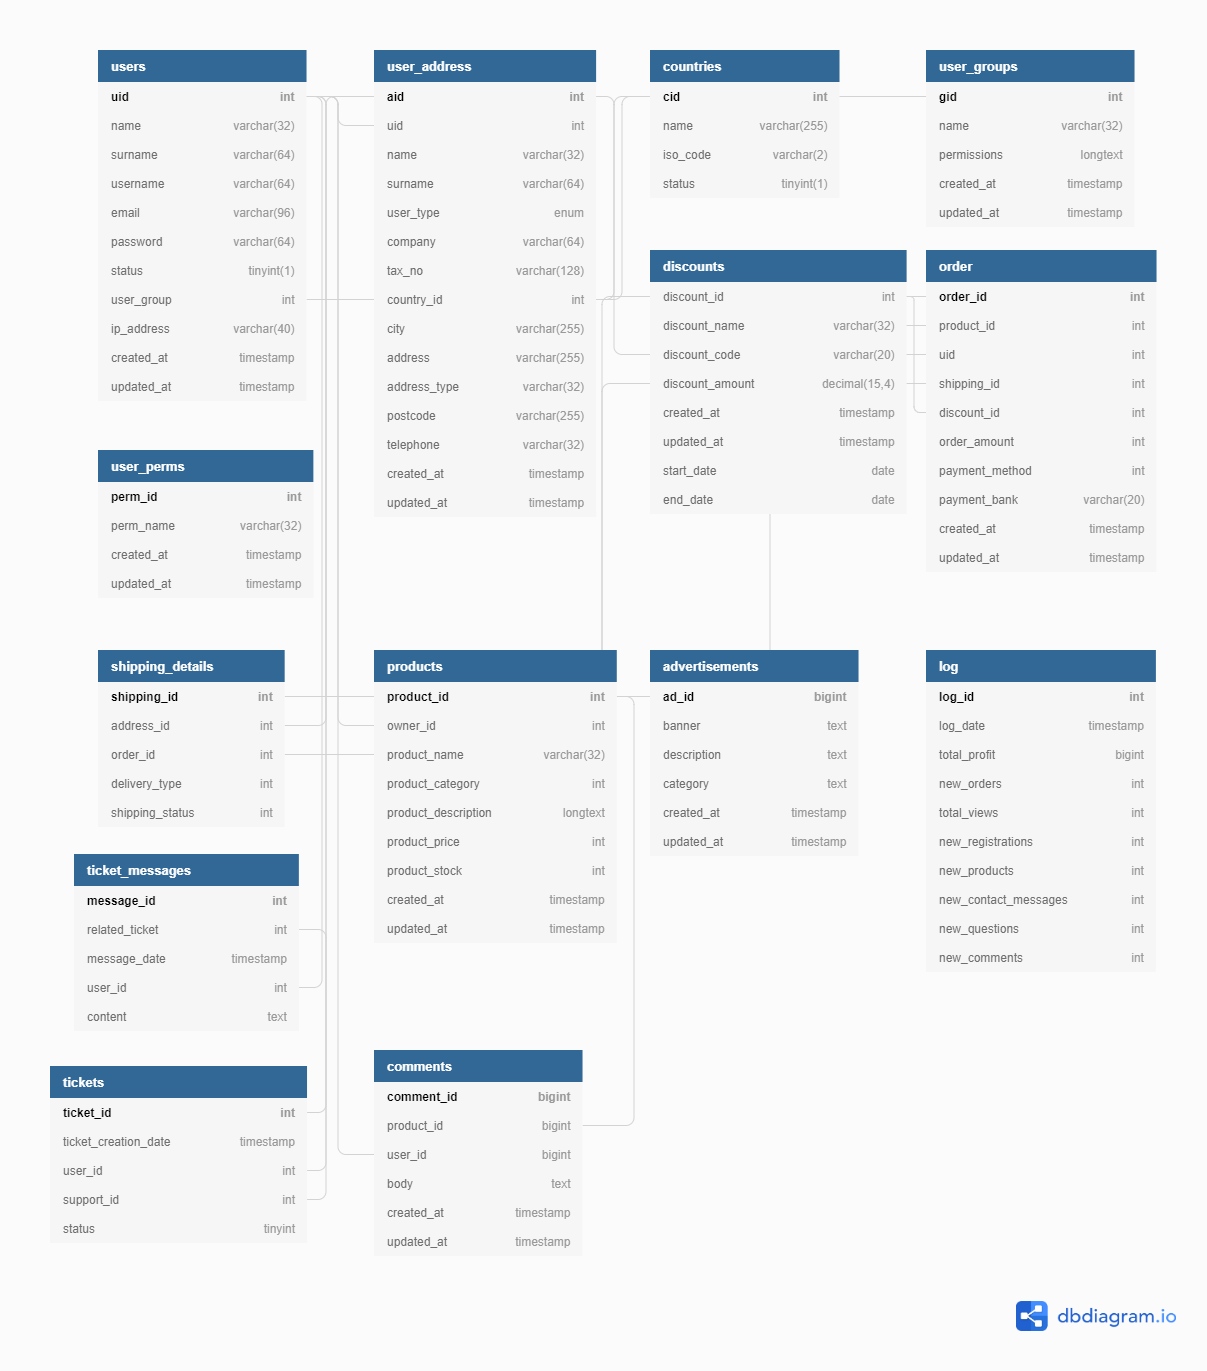 users
uid int
name varchar(32)
surname varchar(64)
username varchar(64)
email varchar(96)
password varchar(64)
status tinyint(1)
user_group int
ip_address varchar(40)
created_at timestamp
updated_at timestamp
user_address
aid int
uid int
name varchar(32)
surname varchar(64)
user_type enum
company varchar(64)
tax_no varchar(128)
country_id int
city varchar(255)
address varchar(255)
address_type varchar(32)
postcode varchar(255)
telephone varchar(32)
created_at timestamp
updated_at timestamp
countries
cid int
name varchar(255)
iso_code varchar(2)
status tinyint(1)
user_groups
gid int
name varchar(32)
permissions longtext
created_at timestamp
updated_at timestamp
discounts
discount_id int
discount_name varchar(32)
discount_code varchar(20)
discount_amount decimal(15,4)
created_at timestamp
updated_at timestamp
start_date date
end_date date
order
order_id int
product_id int
uid int
shipping_id int
discount_id int
order_amount int
payment_method int
payment_bank varchar(20)
created_at timestamp
updated_at timestamp
user_perms
perm_id int
perm_name varchar(32)
created_at timestamp
updated_at timestamp
shipping_details
shipping_id int
address_id int
order_id int
delivery_type int
shipping_status int
products
product_id int
owner_id int
product_name varchar(32)
product_category int
product_description longtext
product_price int
product_stock int
created_at timestamp
updated_at timestamp
advertisements
ad_id bigint
banner text
description text
category text
created_at timestamp
updated_at timestamp
log
log_id int
log_date timestamp
total_profit bigint
new_orders int
total_views int
new_registrations int
new_products int
new_contact_messages int
new_questions int
new_comments int
ticket_messages
message_id int
related_ticket int
message_date timestamp
user_id int
content text
tickets
ticket_id int
ticket_creation_date timestamp
user_id int
support_id int
status tinyint
comments
comment_id bigint
product_id bigint
user_id bigint
body text
created_at timestamp
updated_at timestamp
dbdiagram.io